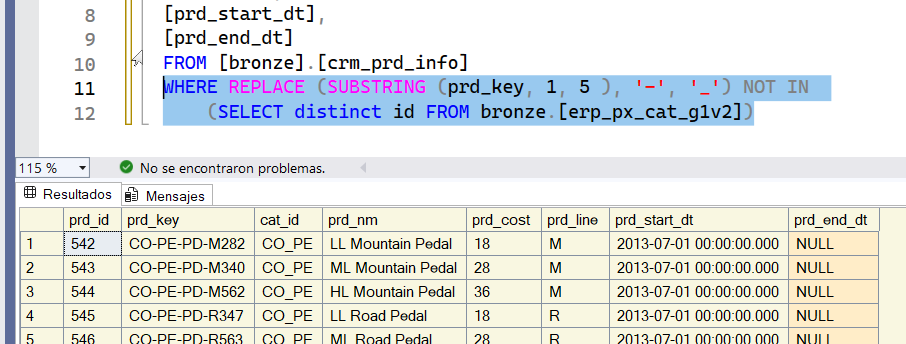 8 [prd_start_dt],
9 [prd_end_dt]
10 FROM [bronze].[crm_prd_info]
11 WHERE REPLACE (SUBSTRING (prd_key, 1, 5 ), '-', '_') NOT IN
12 (SELECT distinct id FROM bronze.[erp_px_cat_g1v2])
115 % No se encontraron problemas.
Resultados Mensajes
prd_id prd_key cat_id prd_nm prd_cost prd_line prd_start_dt prd_end_dt
1 542 CO-PE-PD-M282 CO_PE LL Mountain Pedal 18 M 2013-07-01 00:00:00.000 NULL
2 543 CO-PE-PD-M340 CO_PE ML Mountain Pedal 28 M 2013-07-01 00:00:00.000 NULL
3 544 CO-PE-PD-M562 CO_PE HL Mountain Pedal 36 M 2013-07-01 00:00:00.000 NULL
4 545 CO-PE-PD-R347 CO_PE LL Road Pedal 18 R 2013-07-01 00:00:00.000 NULL
5 546 CO-PE-PD-R563 CO_PE ML Road Pedal 28 R 2013-07-01 00:00:00.000 NULL